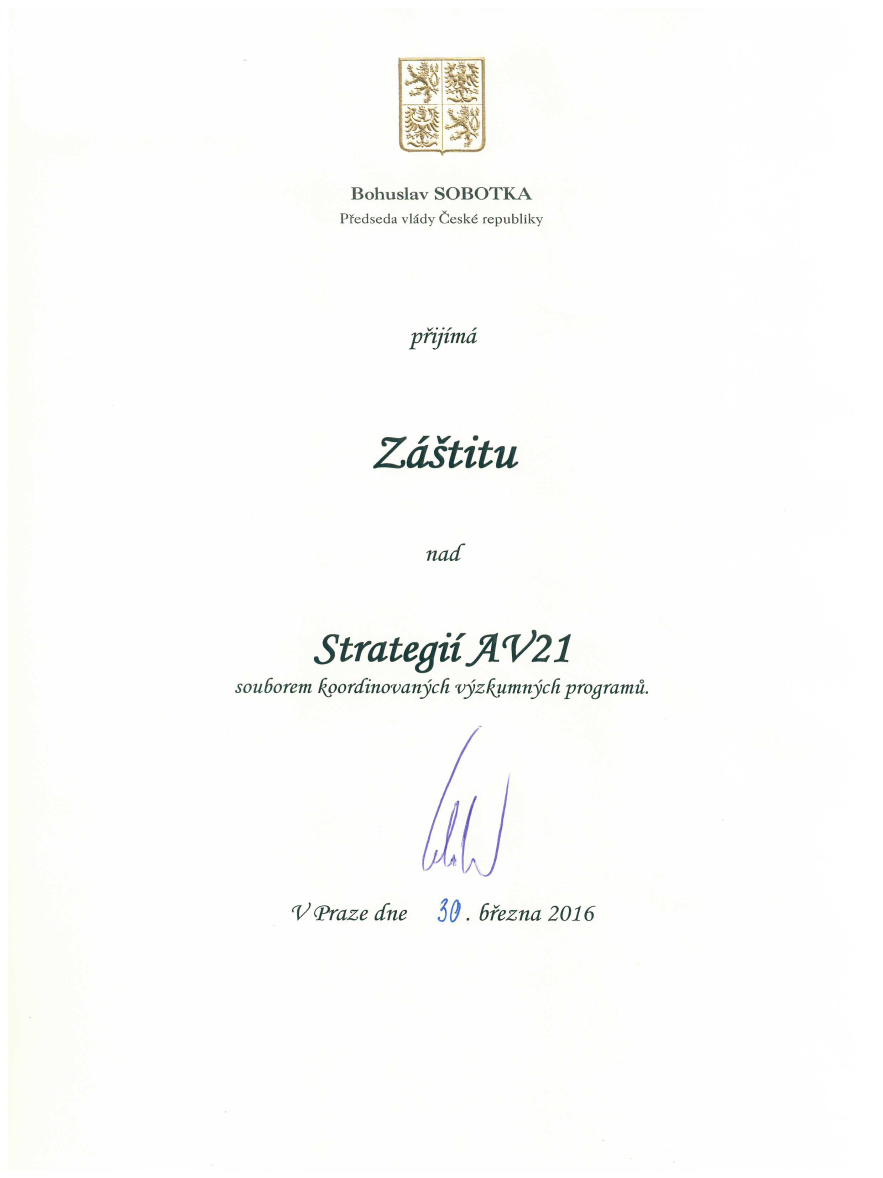 Bohuslav SOBOTKA
Předseda vlády České republiky
přijímá
Záštitu
nad
Strategií AV21
souborem koordinovaných výzkumných programů.
V Praze dne 30. března 2016